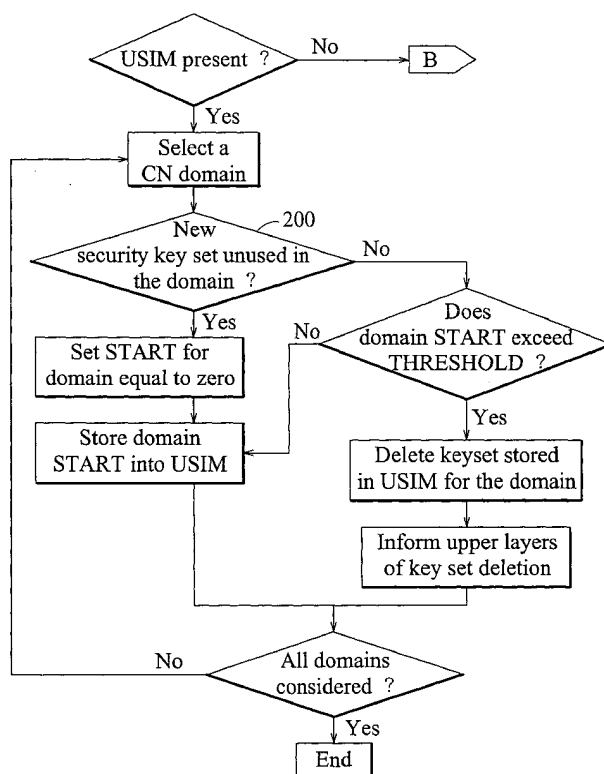 USIM present ?
No
B
Yes
Select a
CN domain
200
New
security key set unused in
the domain ?
No
Yes
Does
domain START exceed
THRESHOLD ?
No
Set START for
domain equal to zero
Yes
Store domain
START into USIM
Delete keyset stored
in USIM for the domain
Inform upper layers
of key set deletion
No
All domains
considered ?
Yes
End